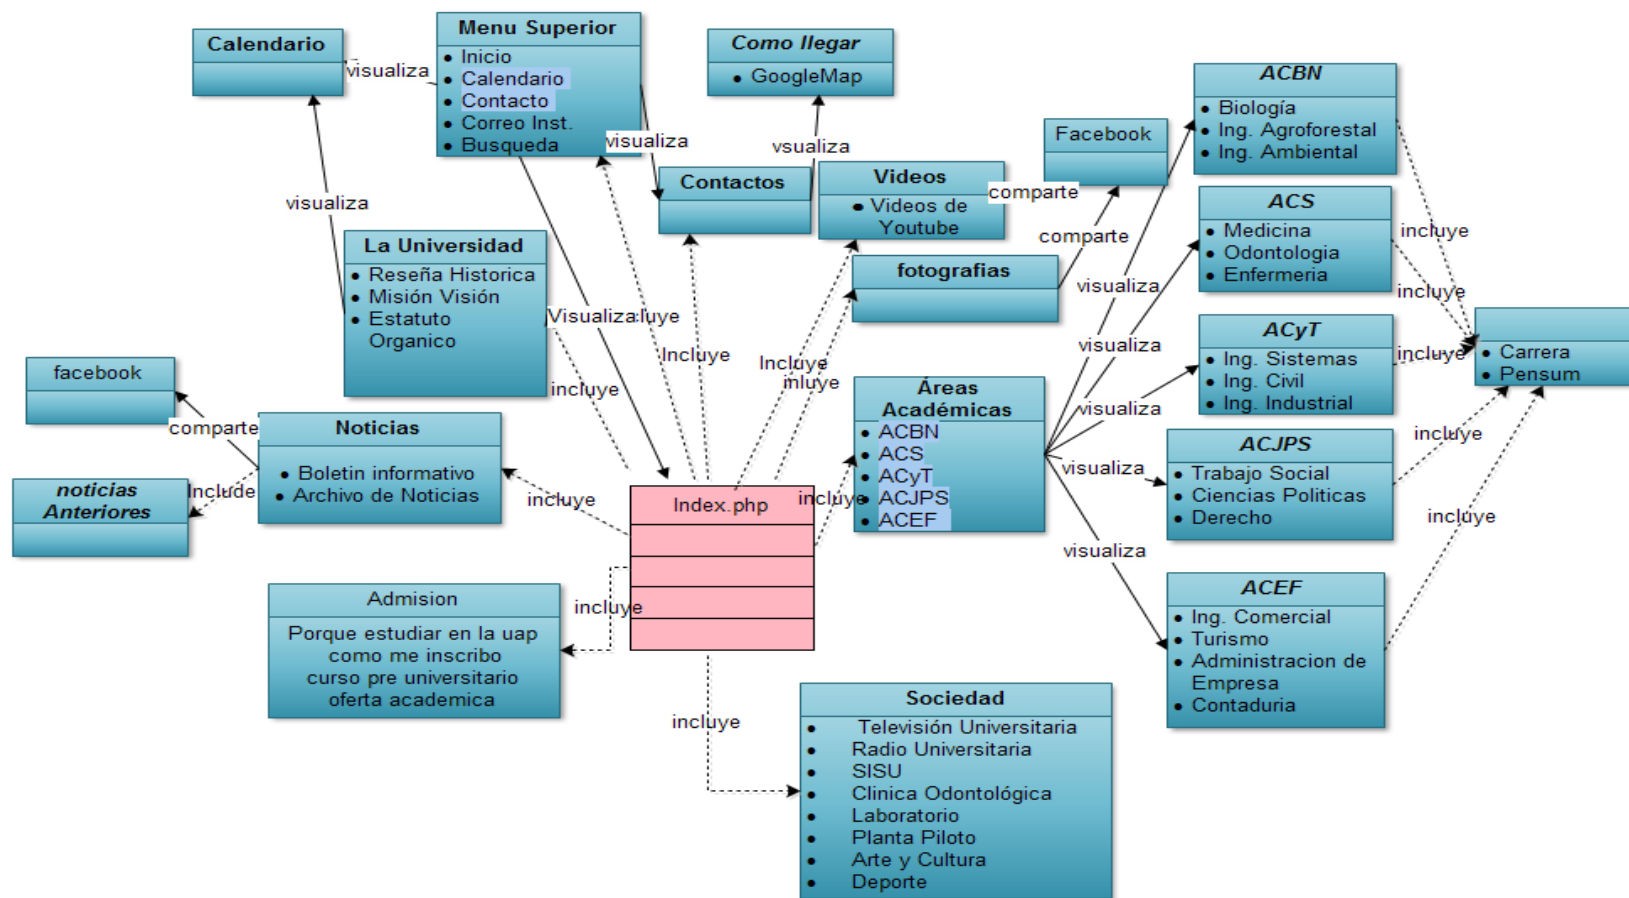 Calendario
visualiza
Menu Superior
Inicio
Calendario
Contacto
Correo Inst.
Busqueda
visualiza
Como llegar
GoogleMap
vsualiza
Contactos
Videos
Videos de
Youtube
comparte
Facebook
comparte
fotografias
visualiza
La Universidad
Reseña Historica
Misión Visión
Estatuto
Organico
incluye
Visualiza
luye
Incluye
Incluye
inluye
facebook
comparte
Noticias
Boletin informativo
Archivo de Noticias
Include
noticias
Anteriores
incluye
Index.php
incluye
Áreas
Académicas
ACBN
ACS
ACyT
ACJPS
ACEF
visualiza
visualiza
visualiza
visualiza
visualiza
ACBN
Biología
Ing. Agroforestal
Ing. Ambiental
incluye
ACS
Medicina
Odontologia
Enfermeria
incluye
ACyT
Ing. Sistemas
Ing. Civil
Ing. Industrial
incluye
Carrera
Pensum
ACJPS
Trabajo Social
Ciencias Politicas
Derecho
incluye
ACEF
Ing. Comercial
Turismo
Administracion de
Empresa
Contaduria
incluye
Admision
Porque estudiar en la uap
como me inscribo
curso pre universitario
oferta academica
incluye
incluye
Sociedad
Televisión Universitaria
Radio Universitaria
SISU
Clinica Odontológica
Laboratorio
Planta Piloto
Arte y Cultura
Deporte